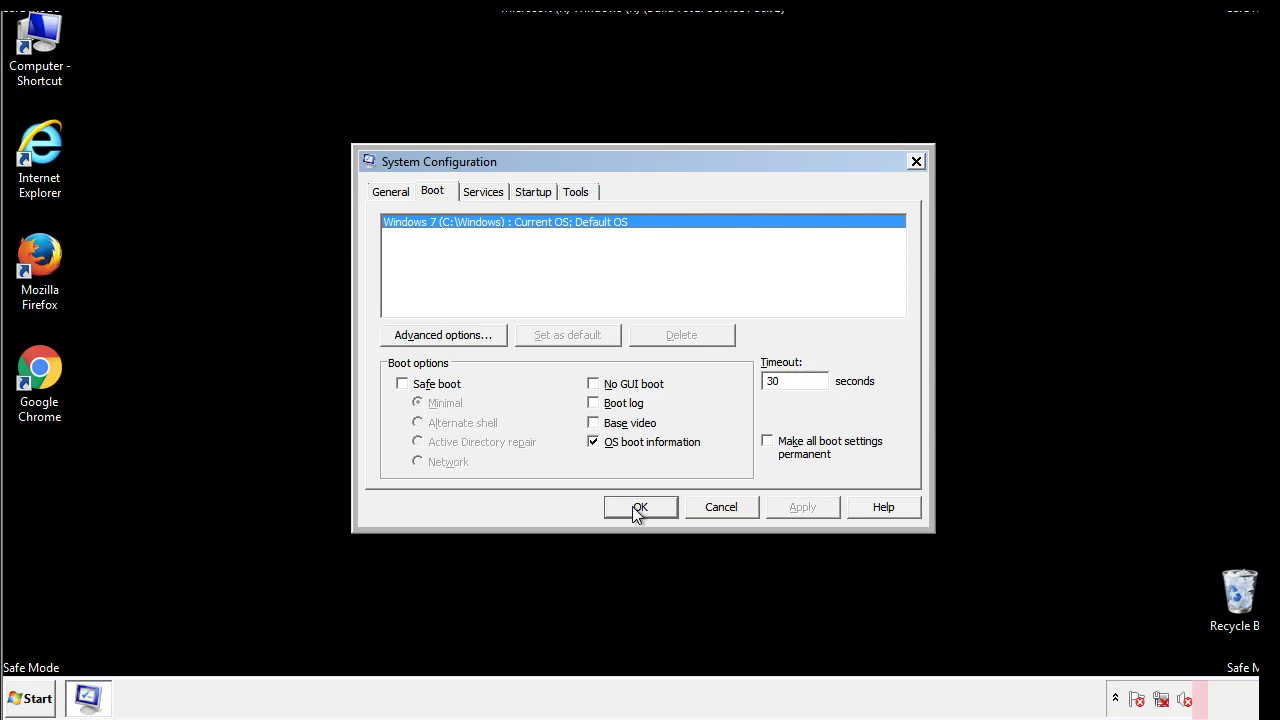 Computer -
Shortcut
Internet
Explorer
Mozilla
Firefox
Google
Chrome
System Configuration
General
Boot
Services
Startup
Tools
Windows 7 (C:\Windows) : Current OS; Default OS
Advanced options...
Set as default
Delete
Boot options
Safe boot
Minimal
Alternate shell
Active Directory repair
Network
No GUI boot
Boot log
Base video
OS boot information
Timeout:
30 seconds
Make all boot settings
permanent
OK
Cancel
Apply
Help
Recycle B
Safe Mode
Safe M
Start